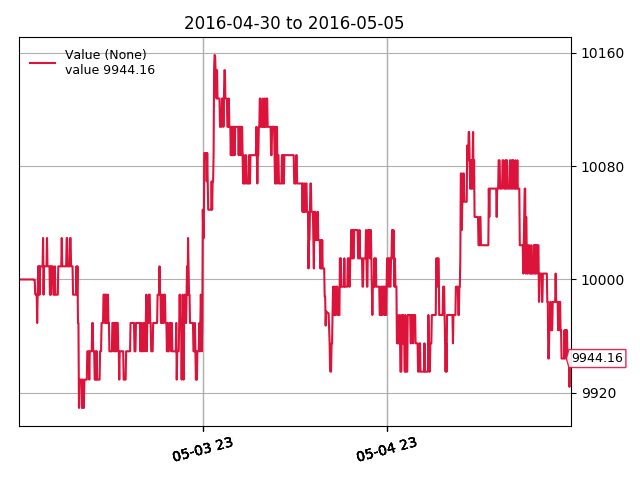 2016-04-30 to 2016-05-05
Value (None)
value 9944.16
10160
10080
10000
9944.16
9920
05-03 23
05-04 23